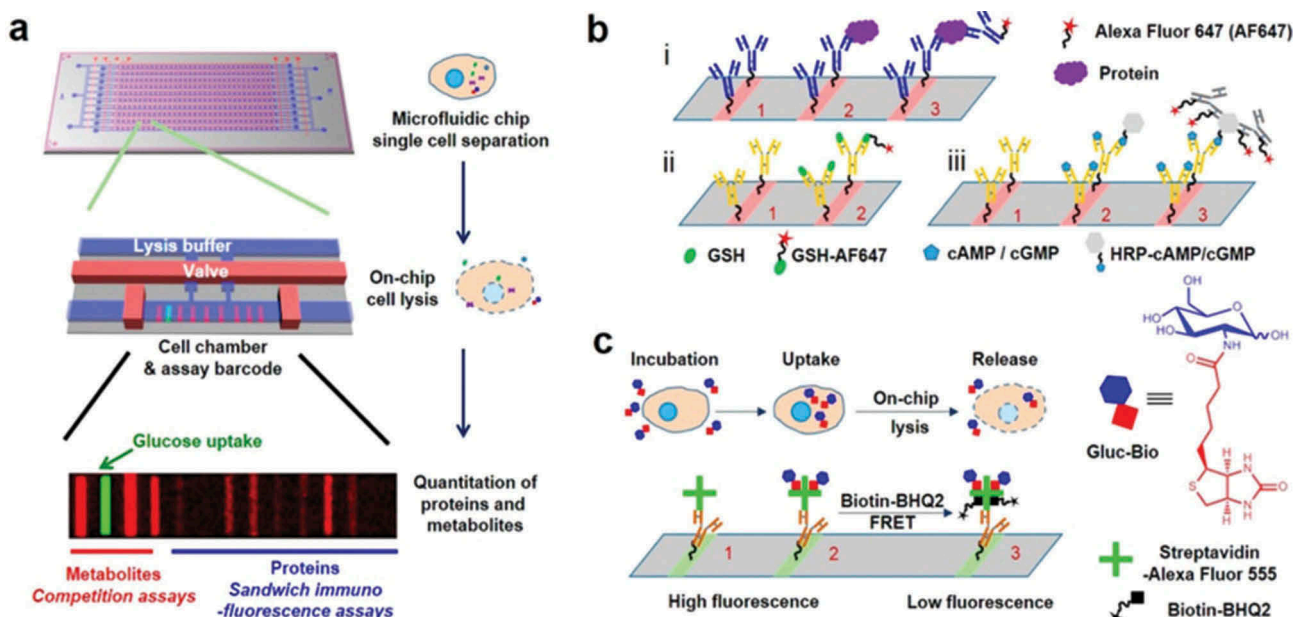 a
Microfluidic chip
single cell separation
Lysis buffer
Valve
On-chip
cell lysis
Cell chamber
& assay barcode
Glucose uptake
Quantitation of
proteins and
metabolites
Metabolites
Competition assays
Proteins
Sandwich immuno
-fluorescence assays
b
i
1
2
3
Alexa Fluor 647 (AF647)
Protein
ii
1
2
iii
1
2
3
GSH
GSH-AF647
cAMP / cGMP
HRP-cAMP/cGMP
c
Incubation
Uptake
Release
On-chip
lysis
Biotin-BHQ2
FRET
1
2
3
High fluorescence
Low fluorescence
OH
HO
O
HO
OH
NH
O
Gluc-Bio
H
H
NH
O
S
N
H
Streptavidin
-Alexa Fluor 555
Biotin-BHQ2